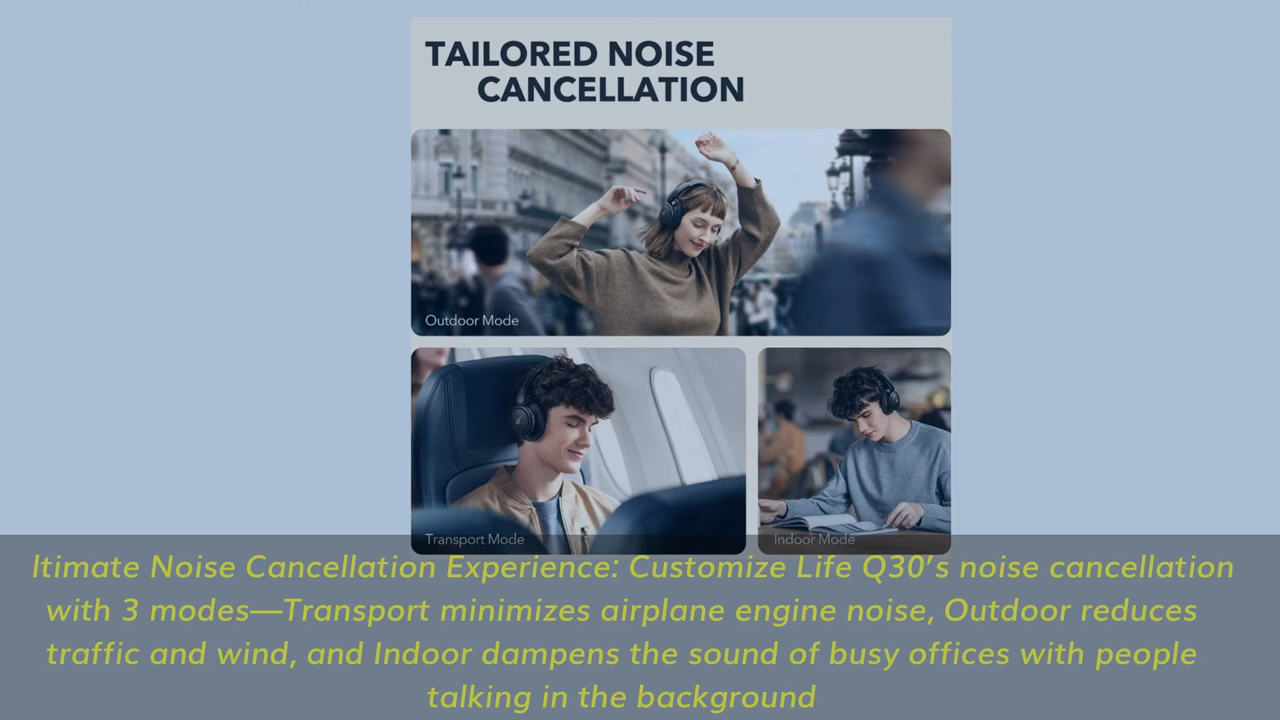 TAILORED NOISE
CANCELLATION
Outdoor Mode
Transport Mode
Indoor Mode
ltimate Noise Cancellation Experience: Customize Life Q30’s noise cancellation
with 3 modes—Transport minimizes airplane engine noise, Outdoor reduces
traffic and wind, and Indoor dampens the sound of busy offices with people
talking in the background